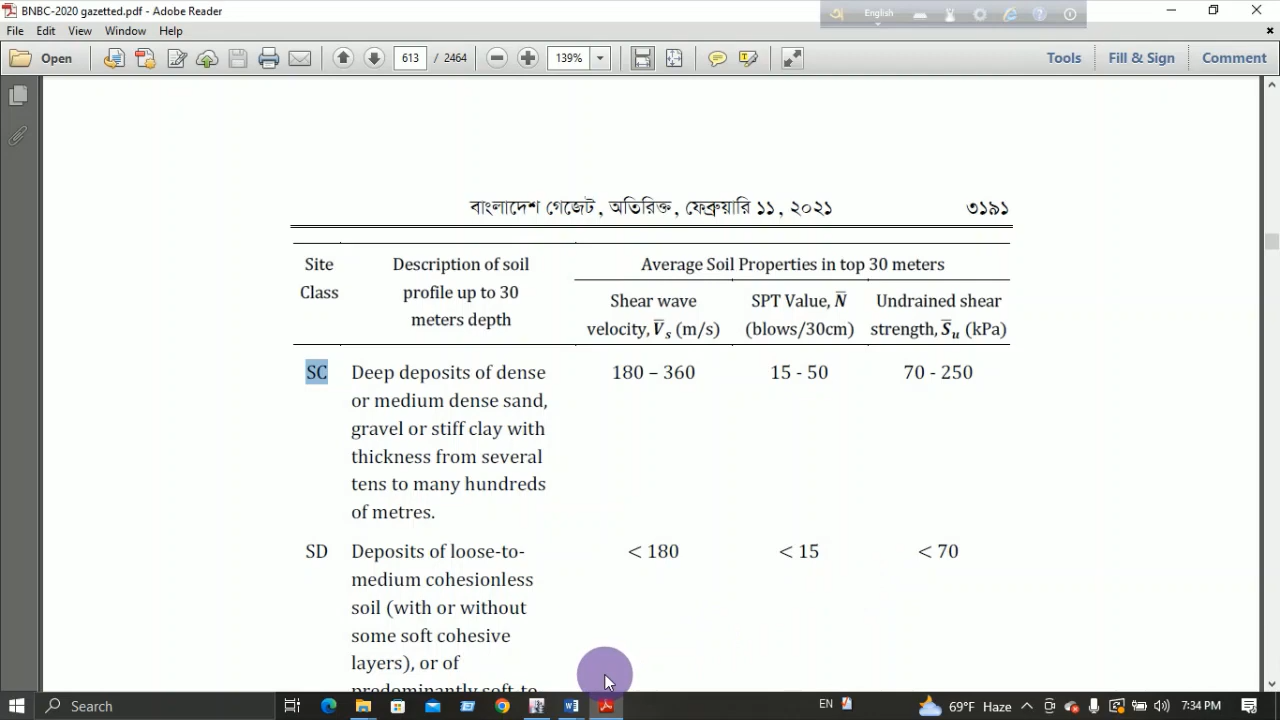 BNBC-2020 gazetted.pdf - Adobe Reader
English
File Edit View Window Help
Open
613 / 2464
139%
Tools Fill & Sign Comment
বাংলাদেশ গেজেট, অতিরিক্ত, ফেব্রুয়ারি ১১, ২০২১ ৩১৯১
Site Class
Description of soil profile up to 30 meters depth
Average Soil Properties in top 30 meters
Shear wave velocity, V̅s (m/s)
SPT Value, N̅ (blows/30cm)
Undrained shear strength, S̅u (kPa)
SC Deep deposits of dense 180 – 360 15 - 50 70 - 250
or medium dense sand,
gravel or stiff clay with
thickness from several
tens to many hundreds
of metres.
SD Deposits of loose-to- < 180 < 15 < 70
medium cohesionless
soil (with or without
some soft cohesive
layers), or of
predominantly soft-to-
Search
EN
69°F Haze
7:34 PM